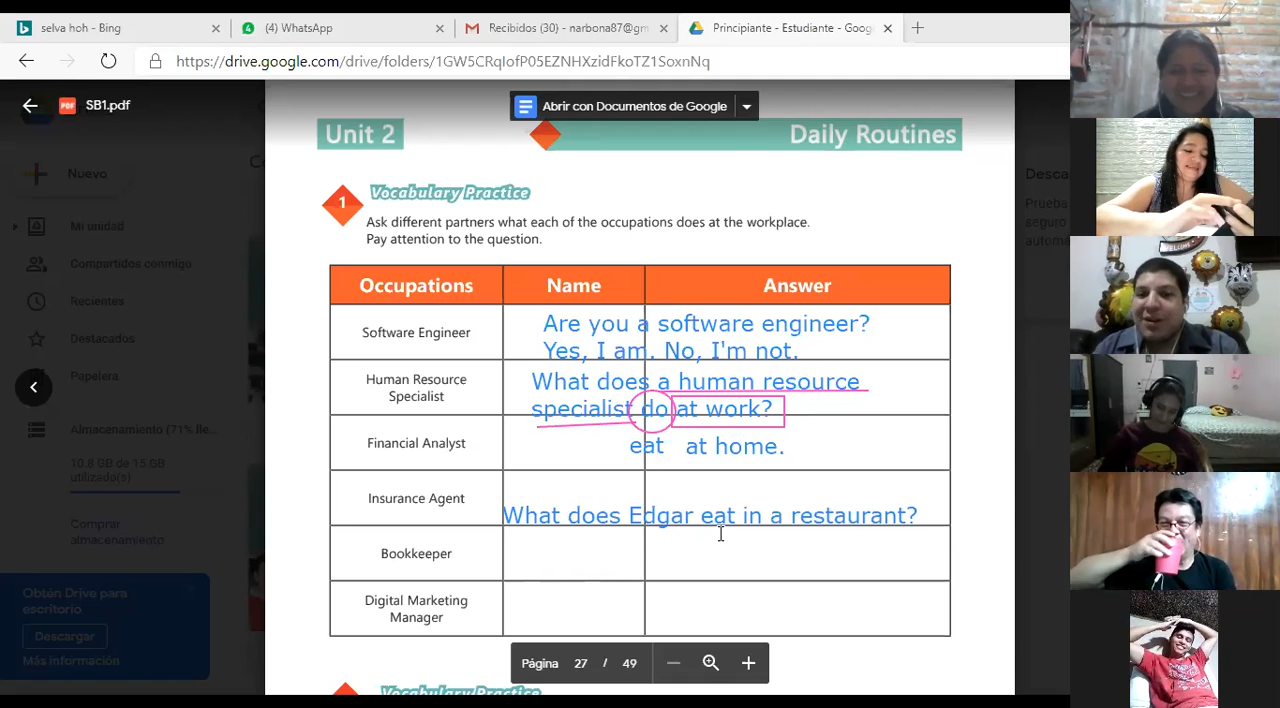 selva hoh - Bing
(4) WhatsApp
Recibidos (30) - narbona87@gm
Principiante - Estudiante - Goog
https://drive.google.com/drive/folders/1GW5CRqIofP05EZNHXzidFkoTZ1SoxnNq
SB1.pdf
Abrir con Documentos de Google
Nuevo
Mi unidad
Compartidos conmigo
Recientes
Destacados
Papelera
Almacenamiento (71% lle
10.8 GB de 15 GB
utilizado(s)
Comprar
almacenamiento
Obtén Drive para
escritorio
Descargar
Más información
Unit 2
Daily Routines
1
Vocabulary Practice
Ask different partners what each of the occupations does at the workplace.
Pay attention to the question.
Occupations Name Answer
Software Engineer
Are you a software engineer?
Yes, I am. No, I'm not.
Human Resource
Specialist
What does a human resource
specialist do at work?
Financial Analyst
eat at home.
Insurance Agent
What does Edgar eat in a restaurant?
Bookkeeper
Digital Marketing
Manager
Página 27 / 49
Vocabulary Practice
Descar
Prueba
seguro
automa